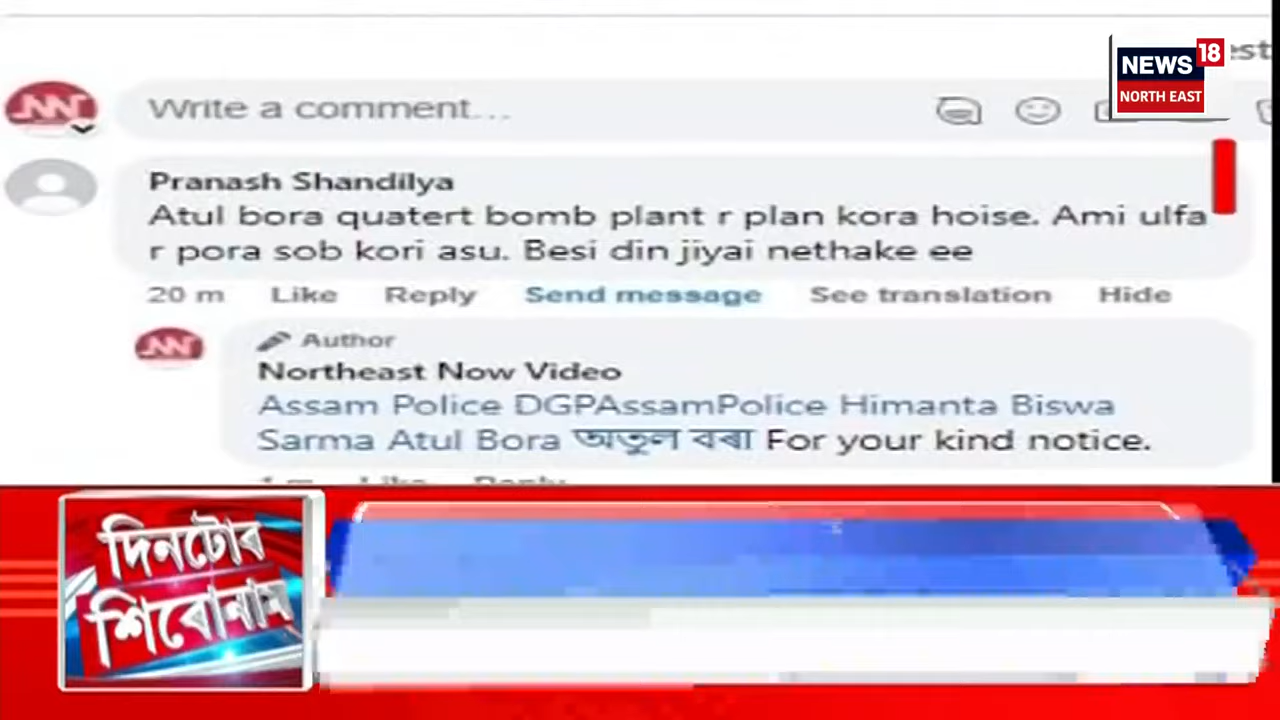 NEWS 18
NORTH EAST
Write a comment...
Pranash Shandilya
Atul bora quatert bomb plant r plan kora hoise. Ami ulfa
r pora sob kori asu. Besi din jiyai nethake ee
20 m Like Reply Send message See translation Hide
Author
Northeast Now Video
Assam Police DGPAssamPolice Himanta Biswa
Sarma Atul Bora অতুল বৰা For your kind notice.
Like Reply
দিনটোৰ
শিৰোনাম